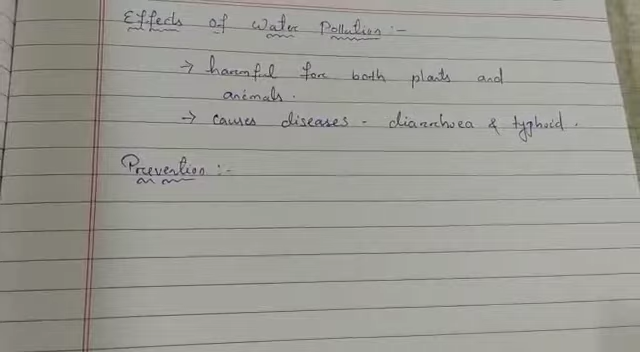 Effects of Water Pollution :-
→ harmful for both plants and
animals.
→ causes diseases - diarrhoea & typhoid.
Prevention :-